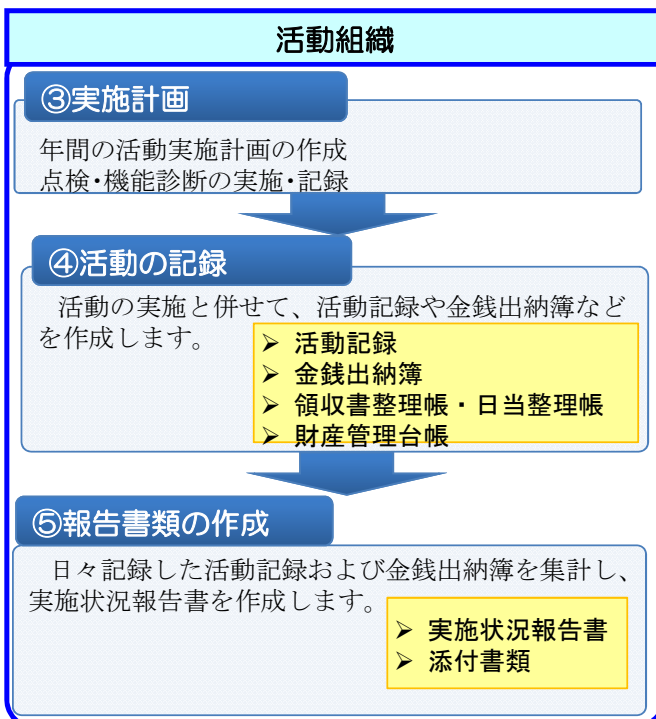 活動組織
③実施計画
年間の活動実施計画の作成
点検・機能診断の実施・記録
④活動の記録
活動の実施と併せて、活動記録や金銭出納簿など
を作成します。
➢ 活動記録
➢ 金銭出納簿
➢ 領収書整理帳・日当整理帳
➢ 財産管理台帳
⑤報告書類の作成
日々記録した活動記録および金銭出納簿を集計し、
実施状況報告書を作成します。
➢ 実施状況報告書
➢ 添付書類